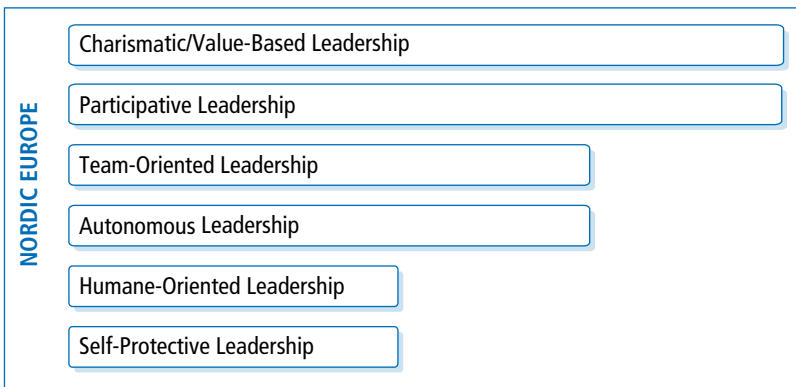 NORDIC EUROPE
Charismatic/Value-Based Leadership
Participative Leadership
Team-Oriented Leadership
Autonomous Leadership
Humane-Oriented Leadership
Self-Protective Leadership